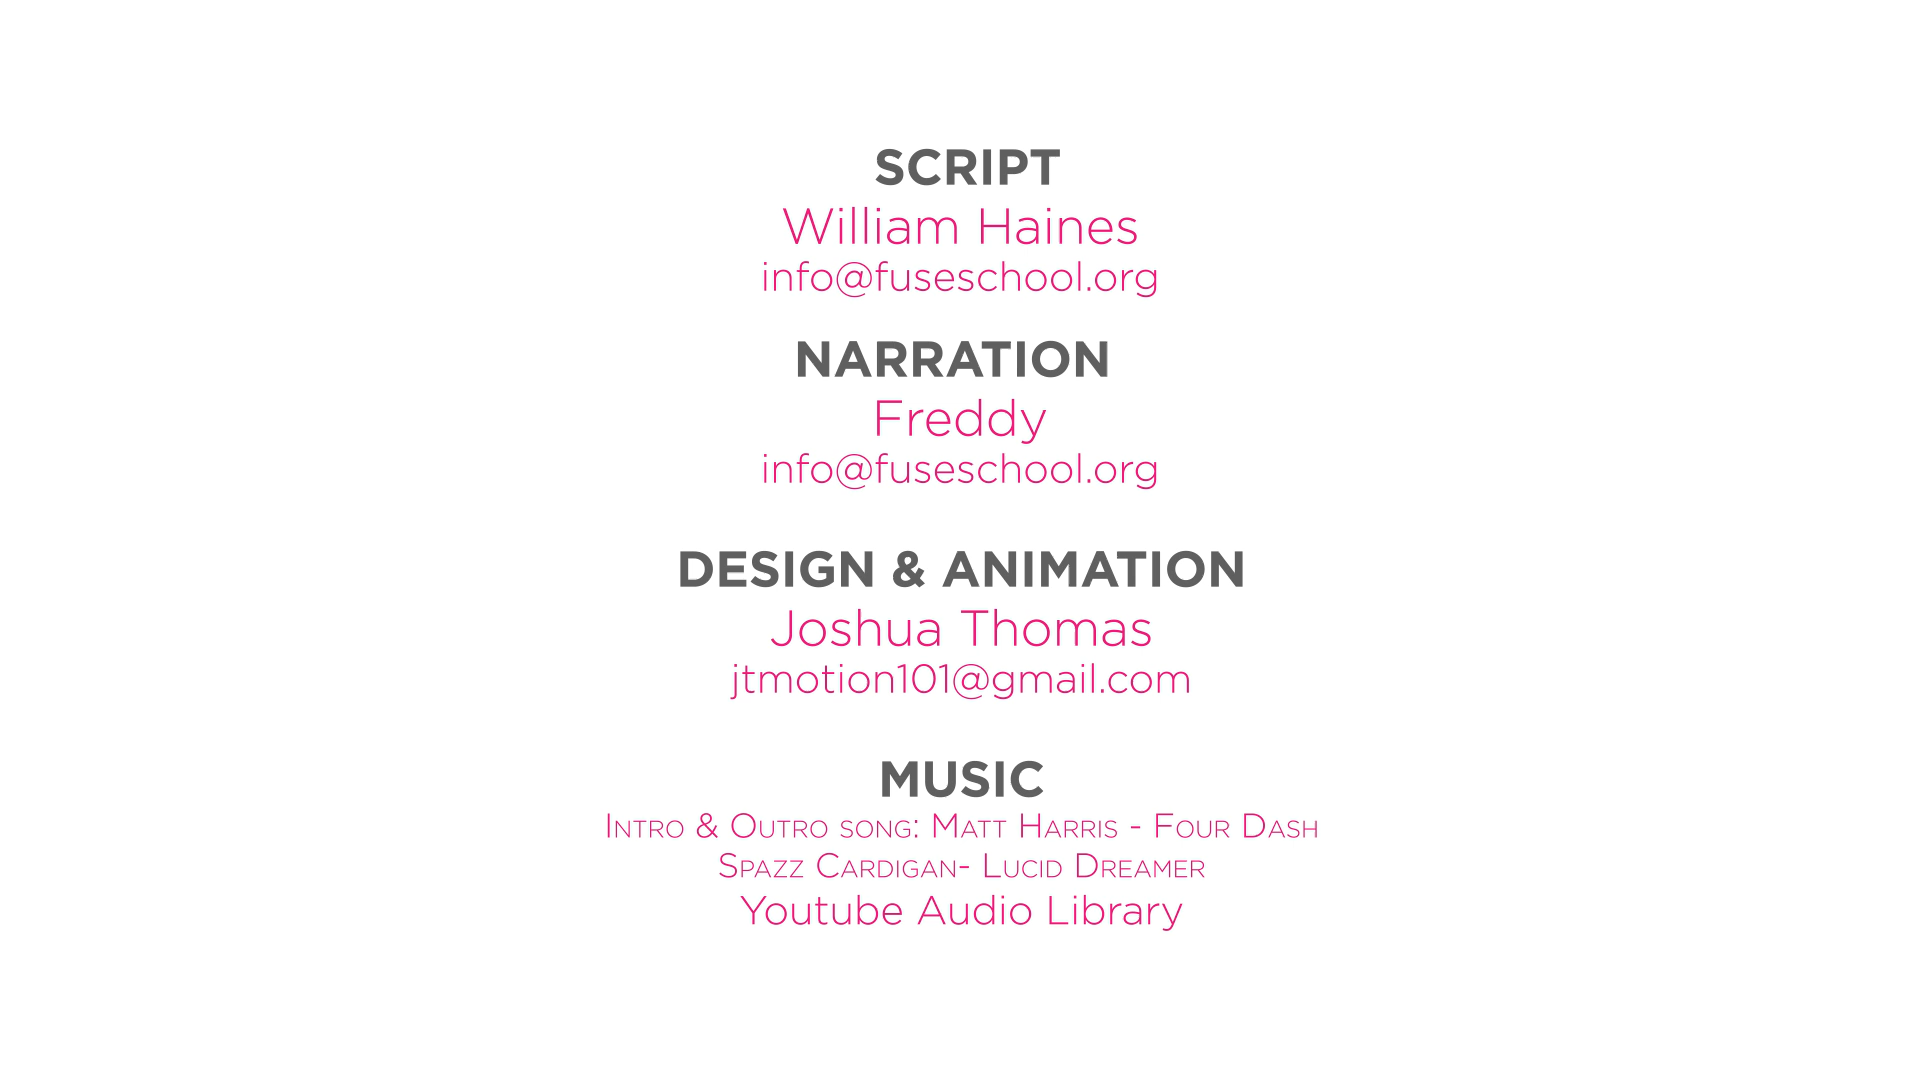 SCRIPT
William Haines
info@fuseschool.org
NARRATION
Freddy
info@fuseschool.org
DESIGN & ANIMATION
Joshua Thomas
jtmotion101@gmail.com
MUSIC
Intro & Outro song: Matt Harris - Four Dash
Spazz Cardigan- Lucid Dreamer
Youtube Audio Library